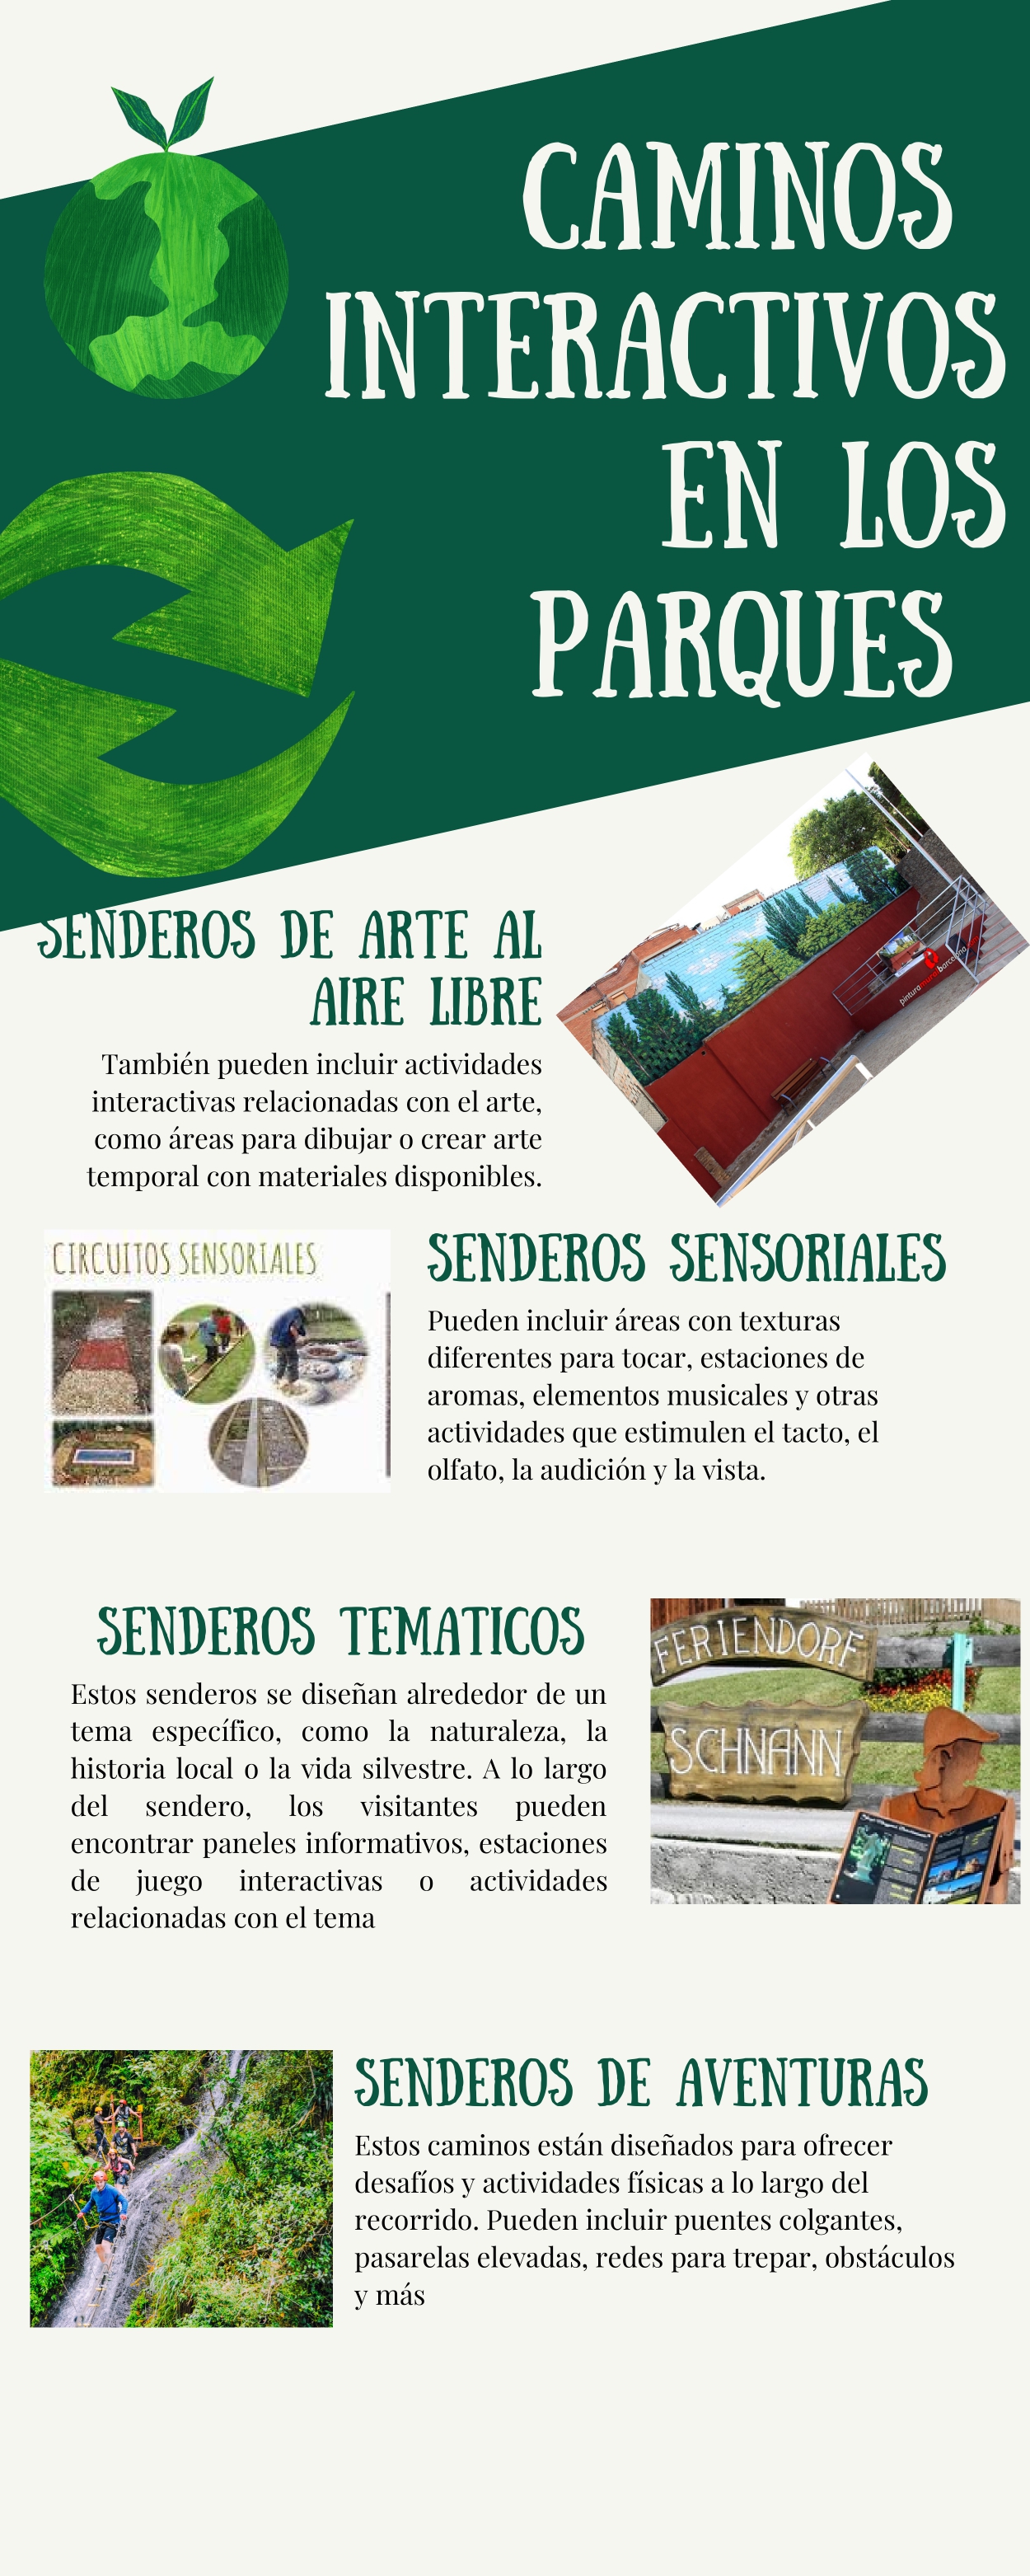 CAMINOS
INTERACTIVOS
EN LOS
PARQUES
SENDEROS DE ARTE AL
AIRE LIBRE
También pueden incluir actividades
interactivas relacionadas con el arte,
como áreas para dibujar o crear arte
temporal con materiales disponibles.
pinturamuralbarcelona.com
CIRCUITOS SENSORIALES
SENDEROS SENSORIALES
Pueden incluir áreas con texturas
diferentes para tocar, estaciones de
aromas, elementos musicales y otras
actividades que estimulen el tacto, el
olfato, la audición y la vista.
SENDEROS TEMATICOS
Estos senderos se diseñan alrededor de un
tema específico, como la naturaleza, la
historia local o la vida silvestre. A lo largo
del sendero, los visitantes pueden
encontrar paneles informativos, estaciones
de juego interactivas o actividades
relacionadas con el tema
FERIENDORF
SCHNANN
SENDEROS DE AVENTURAS
Estos caminos están diseñados para ofrecer
desafíos y actividades físicas a lo largo del
recorrido. Pueden incluir puentes colgantes,
pasarelas elevadas, redes para trepar, obstáculos
y más